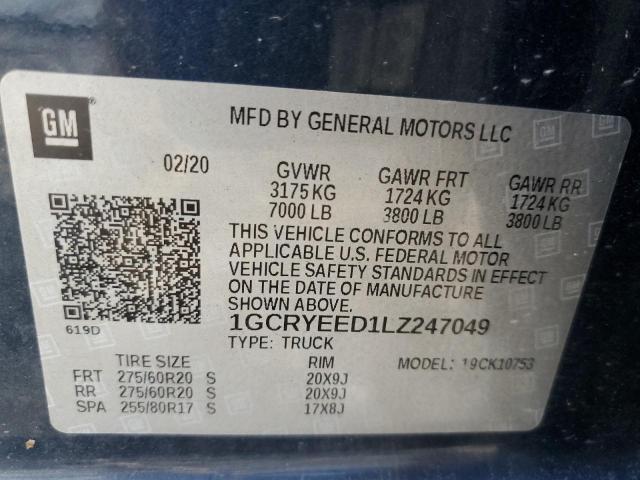 GM
MFD BY GENERAL MOTORS LLC
02/20 GVWR GAWR FRT GAWR RR
3175 KG 1724 KG 1724 KG
7000 LB 3800 LB 3800 LB
THIS VEHICLE CONFORMS TO ALL
APPLICABLE U.S. FEDERAL MOTOR
VEHICLE SAFETY STANDARDS IN EFFECT
ON THE DATE OF MANUFACTURE
SHOWN ABOVE.
619D 1GCRYEED1LZ247049
TYPE: TRUCK MODEL: 19CK10753
TIRE SIZE RIM
FRT 275/60R20 S 20X9J
RR 275/60R20 S 20X9J
SPA 255/80R17 S 17X8J